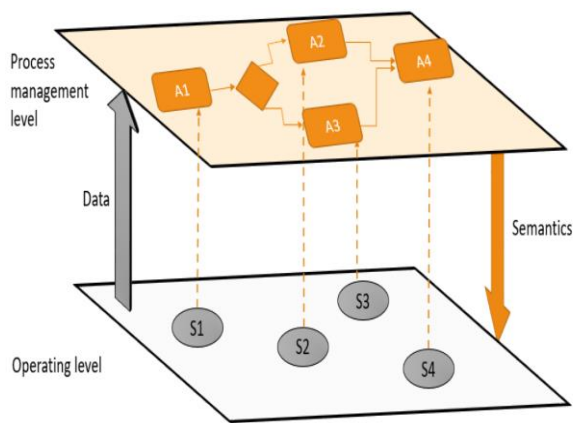 Process
management
level
A1
A2
A3
A4
Data
Semantics
S1
S2
S3
S4
Operating level